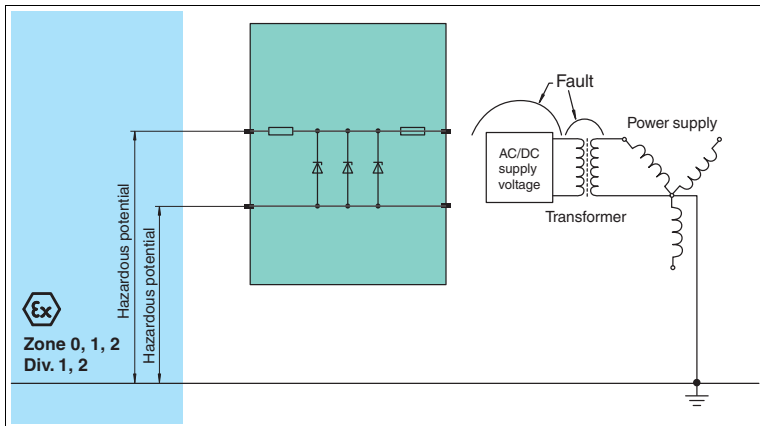 Fault
Power supply
AC/DC
supply
voltage
Transformer
Hazardous potential
Hazardous potential
Ex
Zone 0, 1, 2
Div. 1, 2